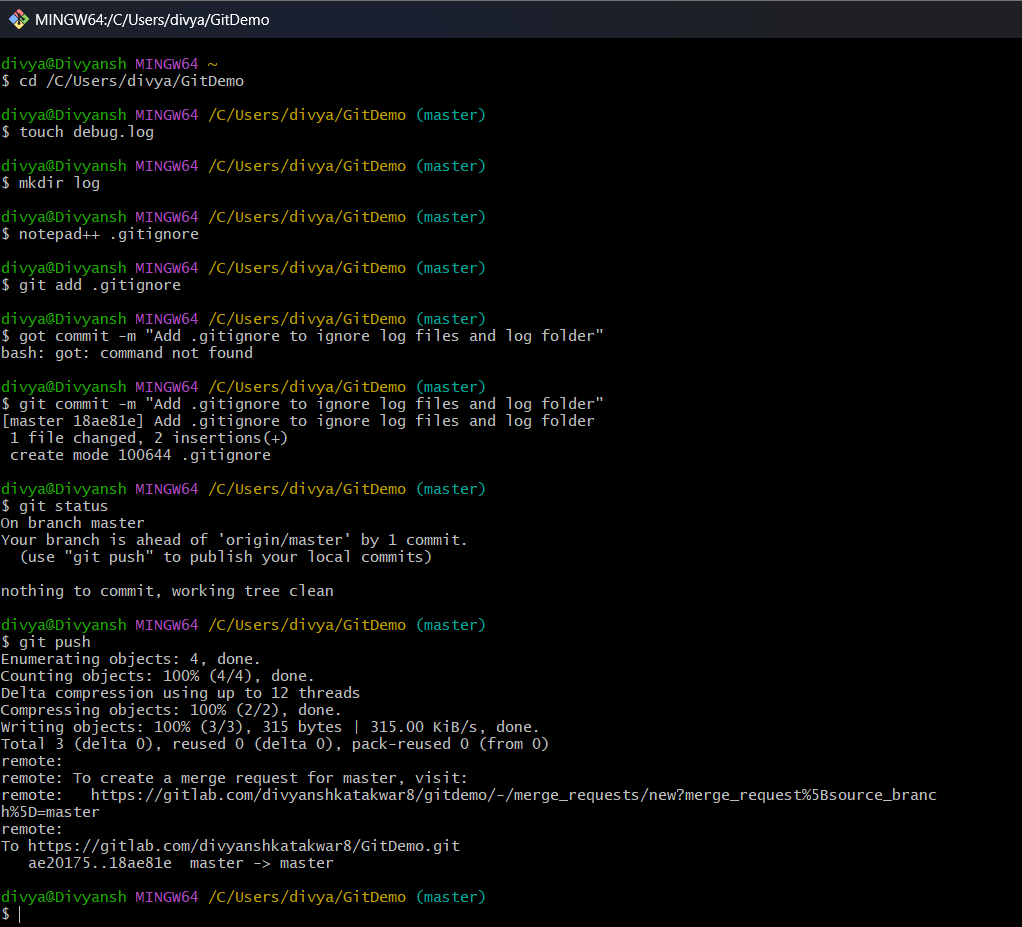 MINGW64:/C/Users/divya/GitDemo
divya@Divyansh MINGW64 ~
$ cd /C/Users/divya/GitDemo
divya@Divyansh MINGW64 /C/Users/divya/GitDemo (master)
$ touch debug.log
divya@Divyansh MINGW64 /C/Users/divya/GitDemo (master)
$ mkdir log
divya@Divyansh MINGW64 /C/Users/divya/GitDemo (master)
$ notepad++ .gitignore
divya@Divyansh MINGW64 /C/Users/divya/GitDemo (master)
$ git add .gitignore
divya@Divyansh MINGW64 /C/Users/divya/GitDemo (master)
$ got commit -m "Add .gitignore to ignore log files and log folder"
bash: got: command not found
divya@Divyansh MINGW64 /C/Users/divya/GitDemo (master)
$ git commit -m "Add .gitignore to ignore log files and log folder"
[master 18ae81e] Add .gitignore to ignore log files and log folder
 1 file changed, 2 insertions(+)
 create mode 100644 .gitignore
divya@Divyansh MINGW64 /C/Users/divya/GitDemo (master)
$ git status
On branch master
Your branch is ahead of 'origin/master' by 1 commit.
  (use "git push" to publish your local commits)
nothing to commit, working tree clean
divya@Divyansh MINGW64 /C/Users/divya/GitDemo (master)
$ git push
Enumerating objects: 4, done.
Counting objects: 100% (4/4), done.
Delta compression using up to 12 threads
Compressing objects: 100% (2/2), done.
Writing objects: 100% (3/3), 315 bytes | 315.00 KiB/s, done.
Total 3 (delta 0), reused 0 (delta 0), pack-reused 0 (from 0)
remote:
remote: To create a merge request for master, visit:
remote:   https://gitlab.com/divyanshkatakwar8/gitdemo/-/merge_requests/new?merge_request%5Bsource_branc
h%5D=master
remote:
To https://gitlab.com/divyanshkatakwar8/GitDemo.git
   ae20175..18ae81e  master -> master
divya@Divyansh MINGW64 /C/Users/divya/GitDemo (master)
$